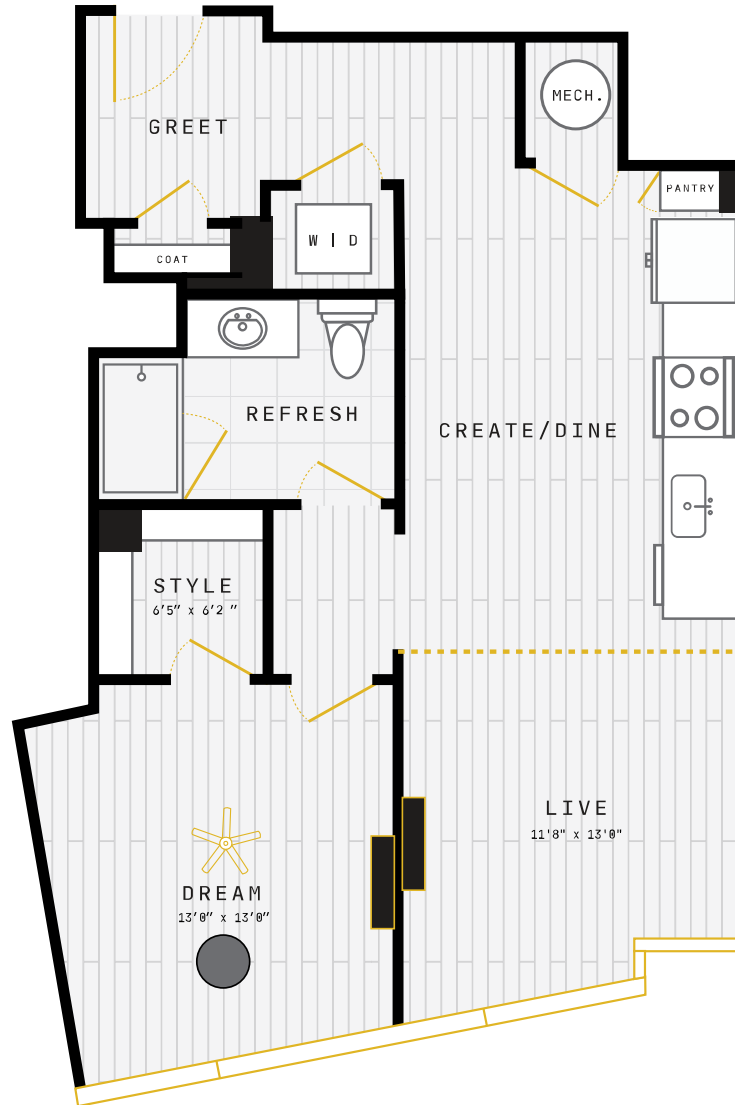 MECH.
GREET
PANTRY
W | D
COAT
REFRESH
CREATE/DINE
STYLE
6'5" x 6'2 "
LIVE
11'8" x 13'0"
DREAM
13'0" x 13'0"